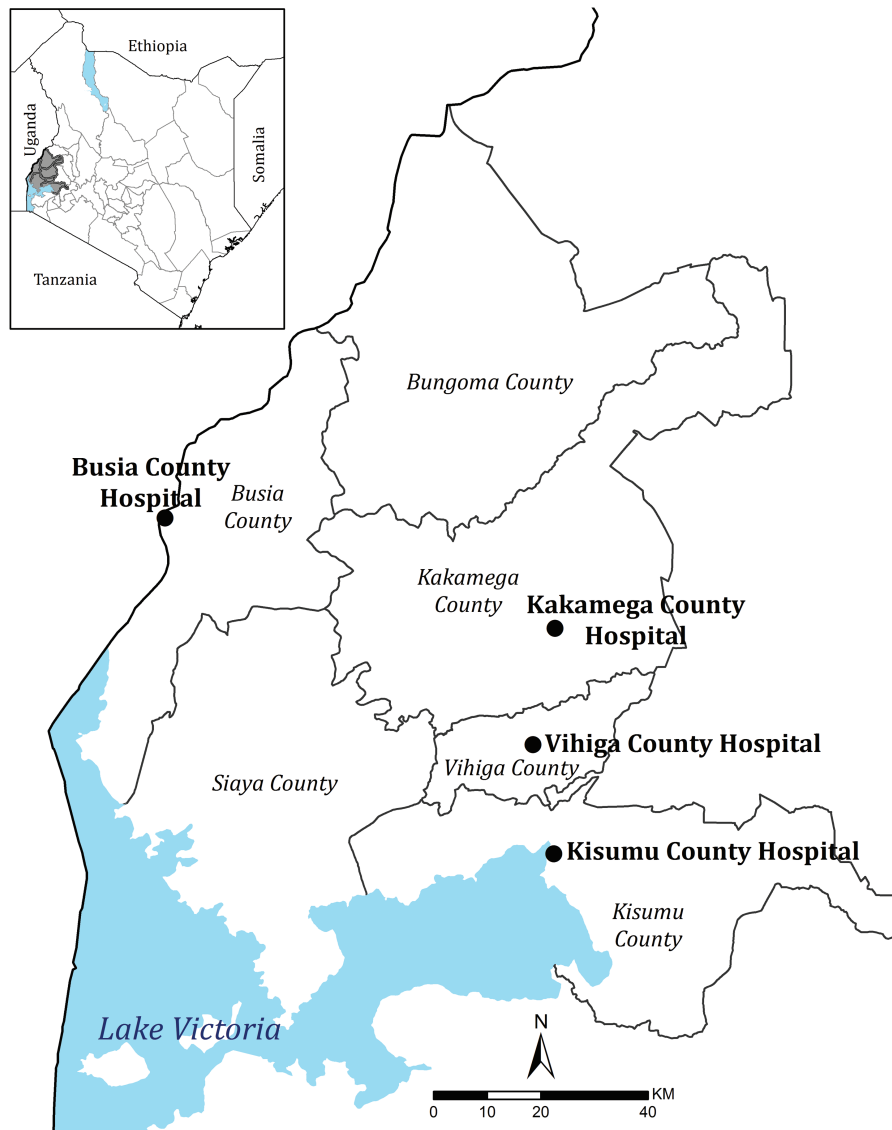 Ethiopia
Uganda
Somalia
Tanzania
Bungoma County
Busia County
Hospital
Busia
County
Kakamega
County
Kakamega County
Hospital
Vihiga County Hospital
Vihiga County
Siaya County
Kisumu County Hospital
Kisumu
County
Lake Victoria
N
KM
0 10 20 40